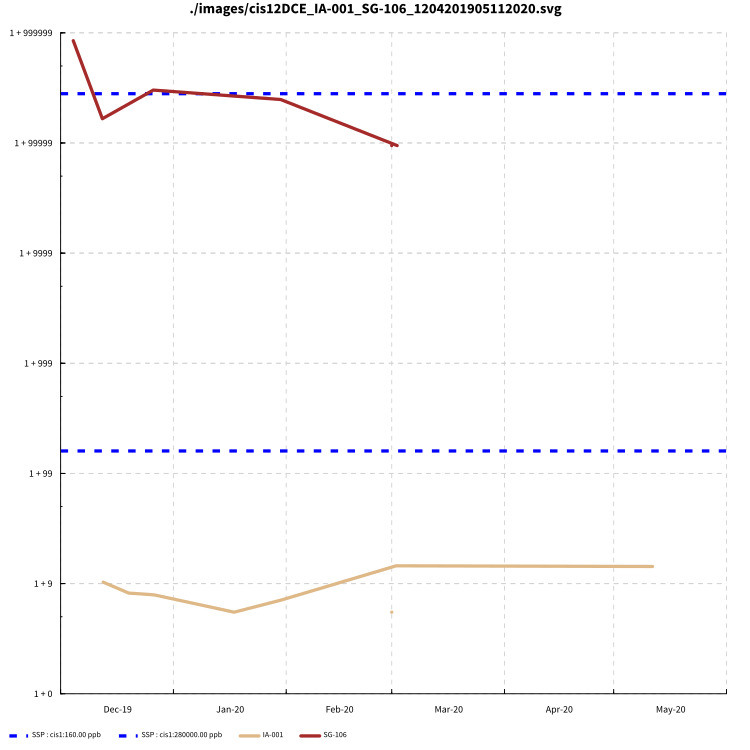 ./images/cis12DCE_IA-001_SG-106_1204201905112020.svg
1+999999
1+99999
1+9999
1+999
1+99
1+9
1+0
Dec-19 Jan-20 Feb-20 Mar-20 Apr-20 May-20
SSP : cis1:160.00 ppb SSP : cis1:280000.00 ppb IA-001 SG-106